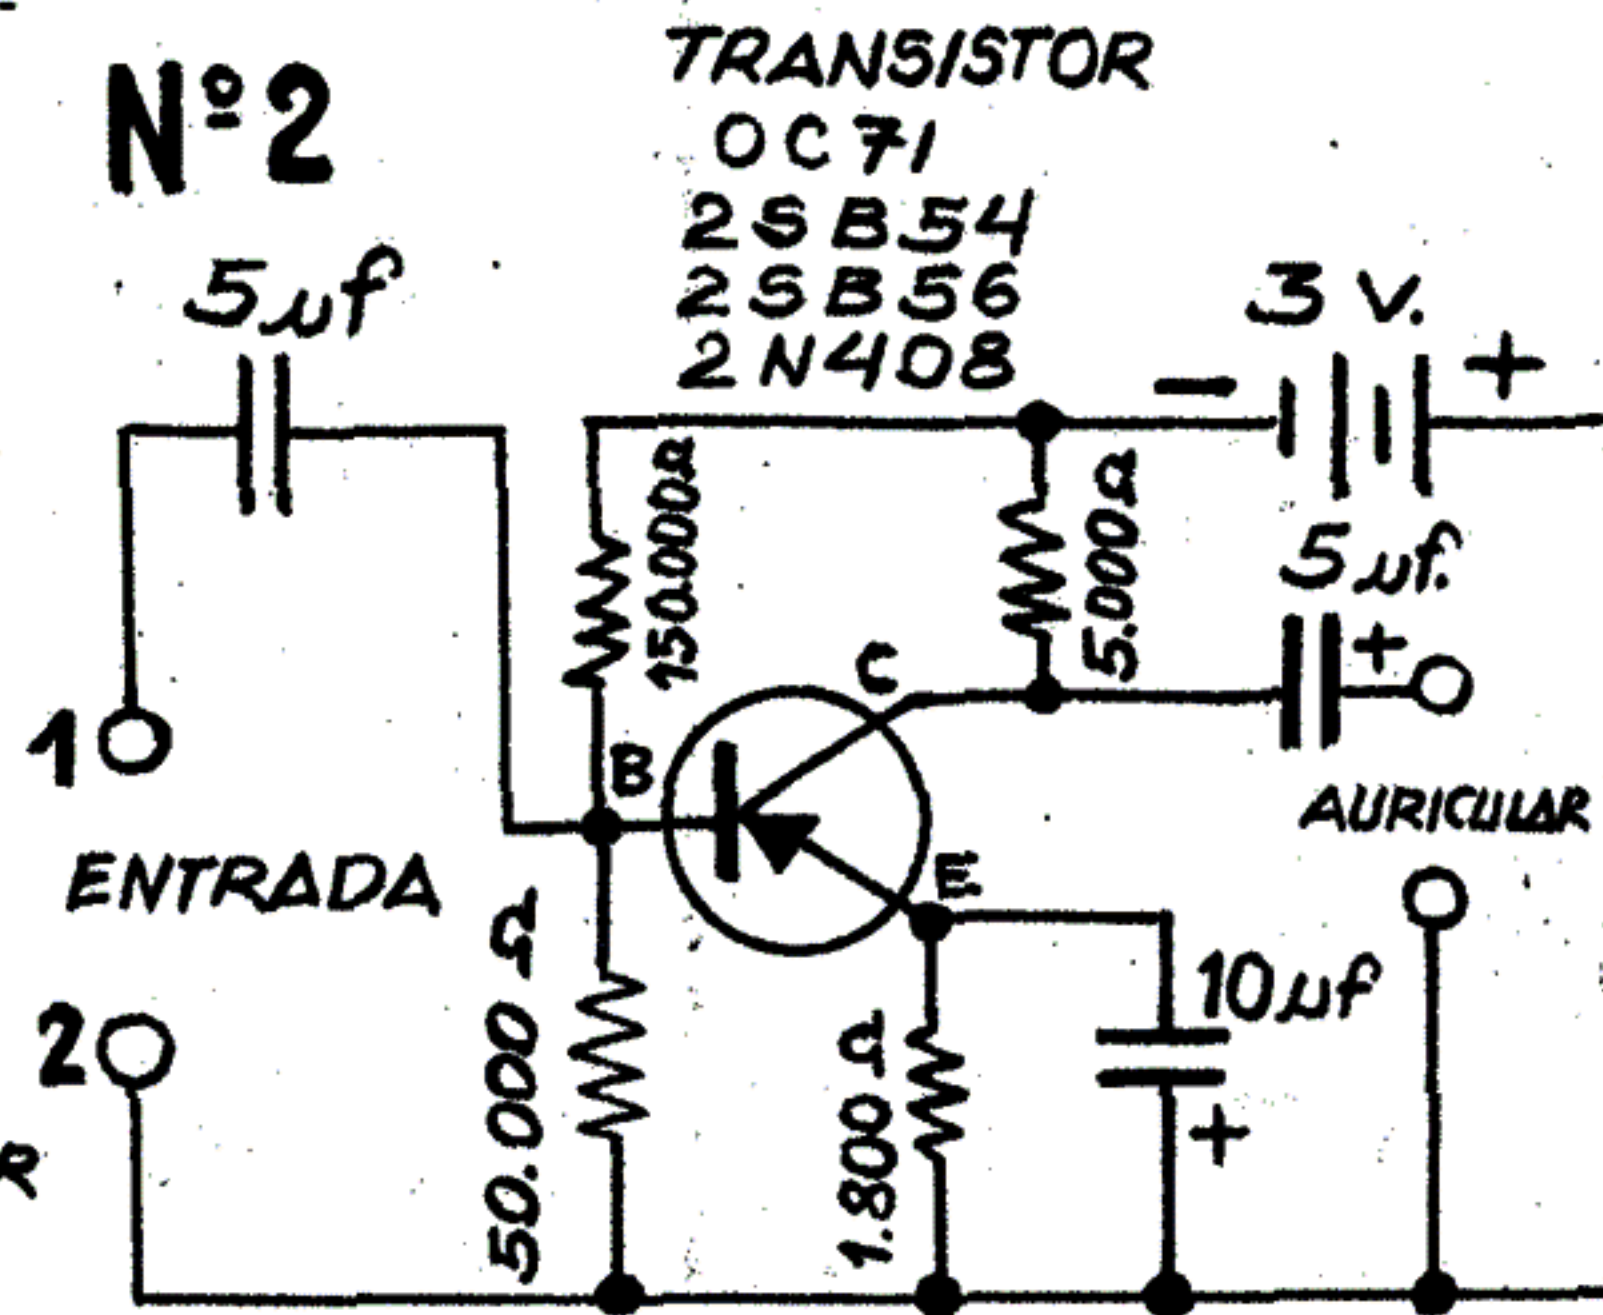 Nº2
TRANSISTOR
OC71
2SB54
2SB56
2N408
5µf
3 V.
-
+
150.000Ω
5.000Ω
5µf.
+
C
B
E
1
ENTRADA
2
AURICULAR
50.000 Ω
1.800 Ω
10µf
+
R